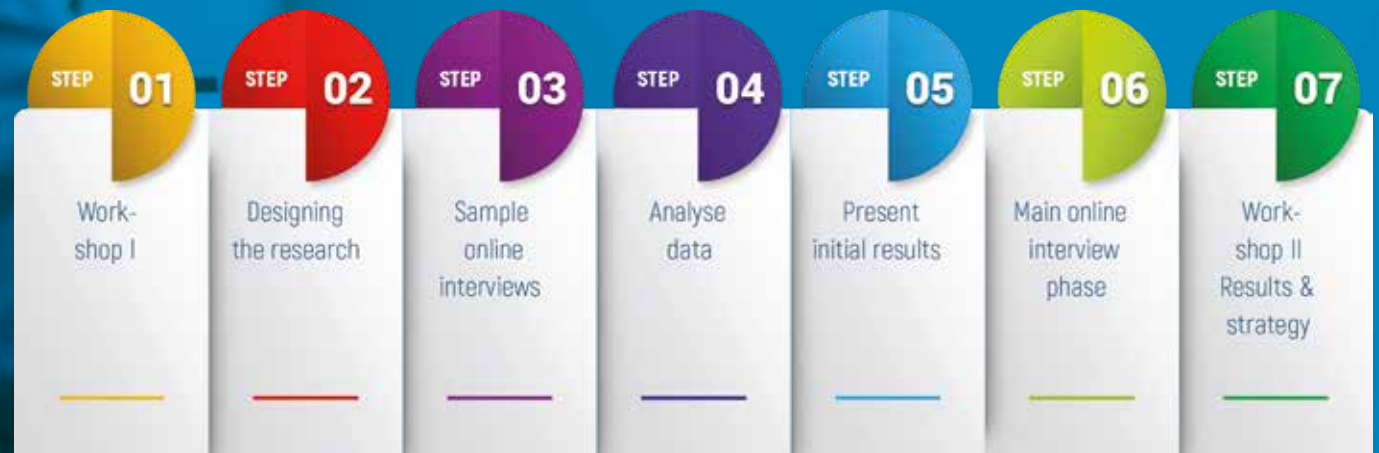 STEP 01
Work-
shop I
STEP 02
Designing
the research
STEP 03
Sample
online
interviews
STEP 04
Analyse
data
STEP 05
Present
initial results
STEP 06
Main online
interview
phase
STEP 07
Work-
shop II
Results &
strategy